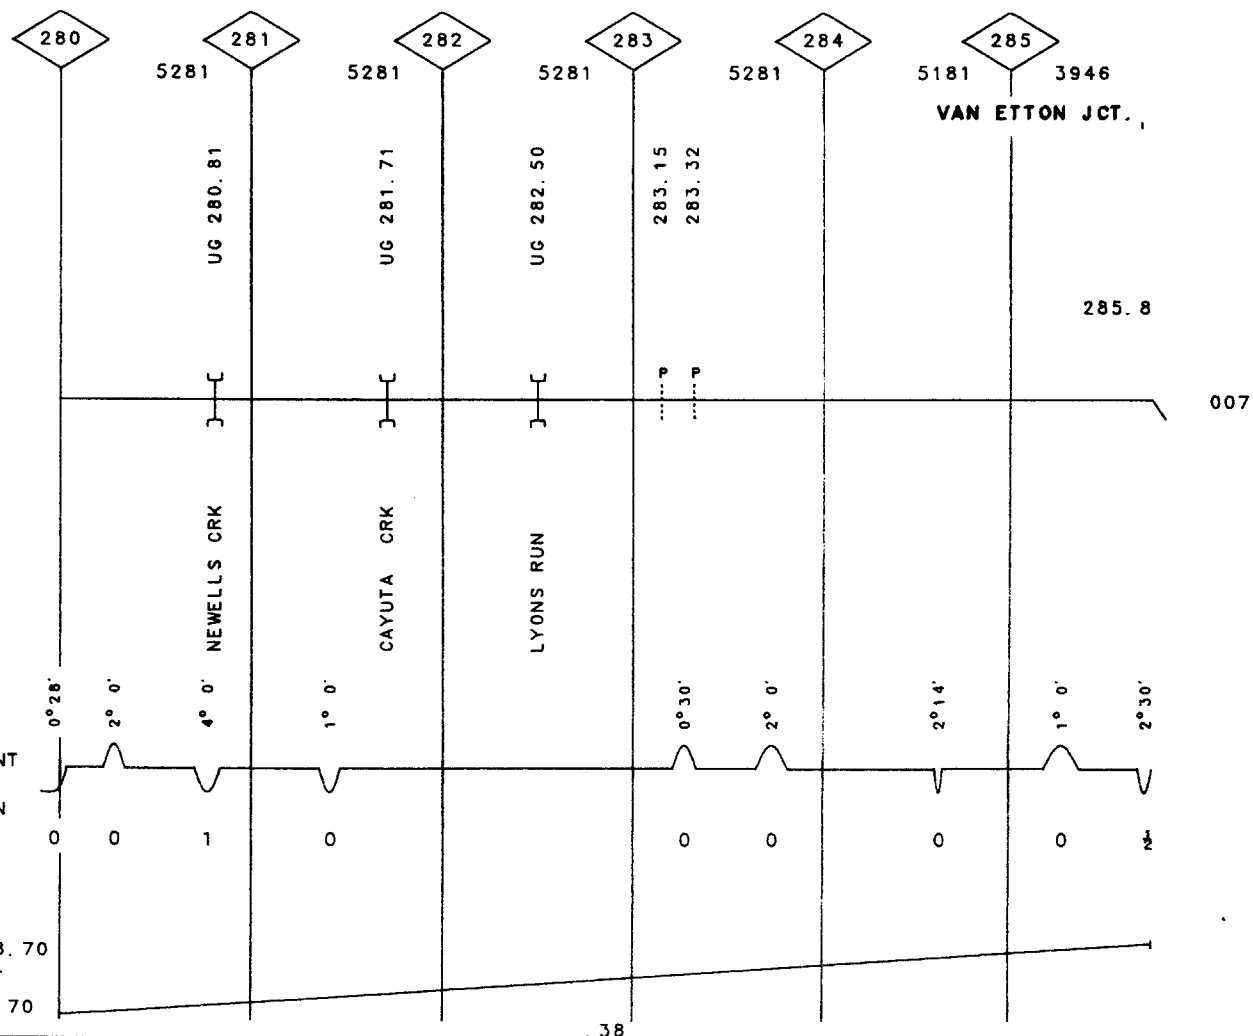 280 281 282 283 284 285
5281 5281 5281 5281 5181 3946
VAN ETTON JCT.
UG 280.81
UG 281.71
UG 282.50
283.15
283.32
285.8
P P
007
NEWELLS CRK
CAYUTA CRK
LYONS RUN
0°28' 2° 0' 4° 0' 1° 0' 0°30' 2° 0' 2°14' 1° 0' 2°30'
NT
N
0 0 1 0 0 0 0 0 ½
3.70
70
38